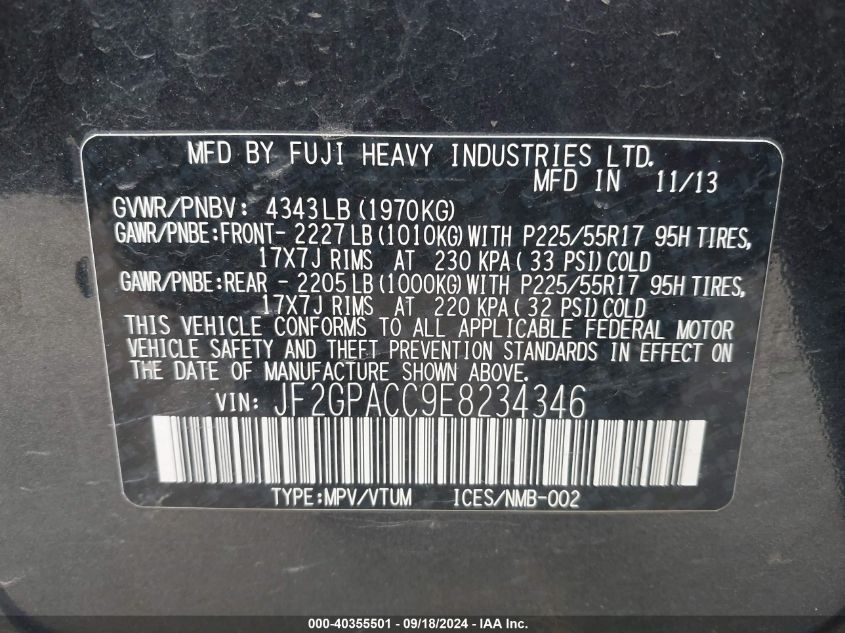 MFD BY FUJI HEAVY INDUSTRIES LTD.
MFD IN 11/13
GVWR/PNBV: 4343LB (1970KG)
GAWR/PNBE:FRONT- 2227LB (1010KG) WITH P225/55R17 95H TIRES,
17X7J RIMS AT 230 KPA ( 33 PSI) COLD
GAWR/PNBE:REAR - 2205LB (1000KG) WITH P225/55R17 95H TIRES,
17X7J RIMS AT 220 KPA ( 32 PSI) COLD
THIS VEHICLE CONFORMS TO ALL APPLICABLE FEDERAL MOTOR
VEHICLE SAFETY AND THEFT PREVENTION STANDARDS IN EFFECT ON
THE DATE OF MANUFACTURE SHOWN ABOVE.
VIN: JF2GPACC9E8234346
TYPE:MPV/VTUM ICES/NMB-002
000-40355501 - 09/18/2024 - IAA Inc.